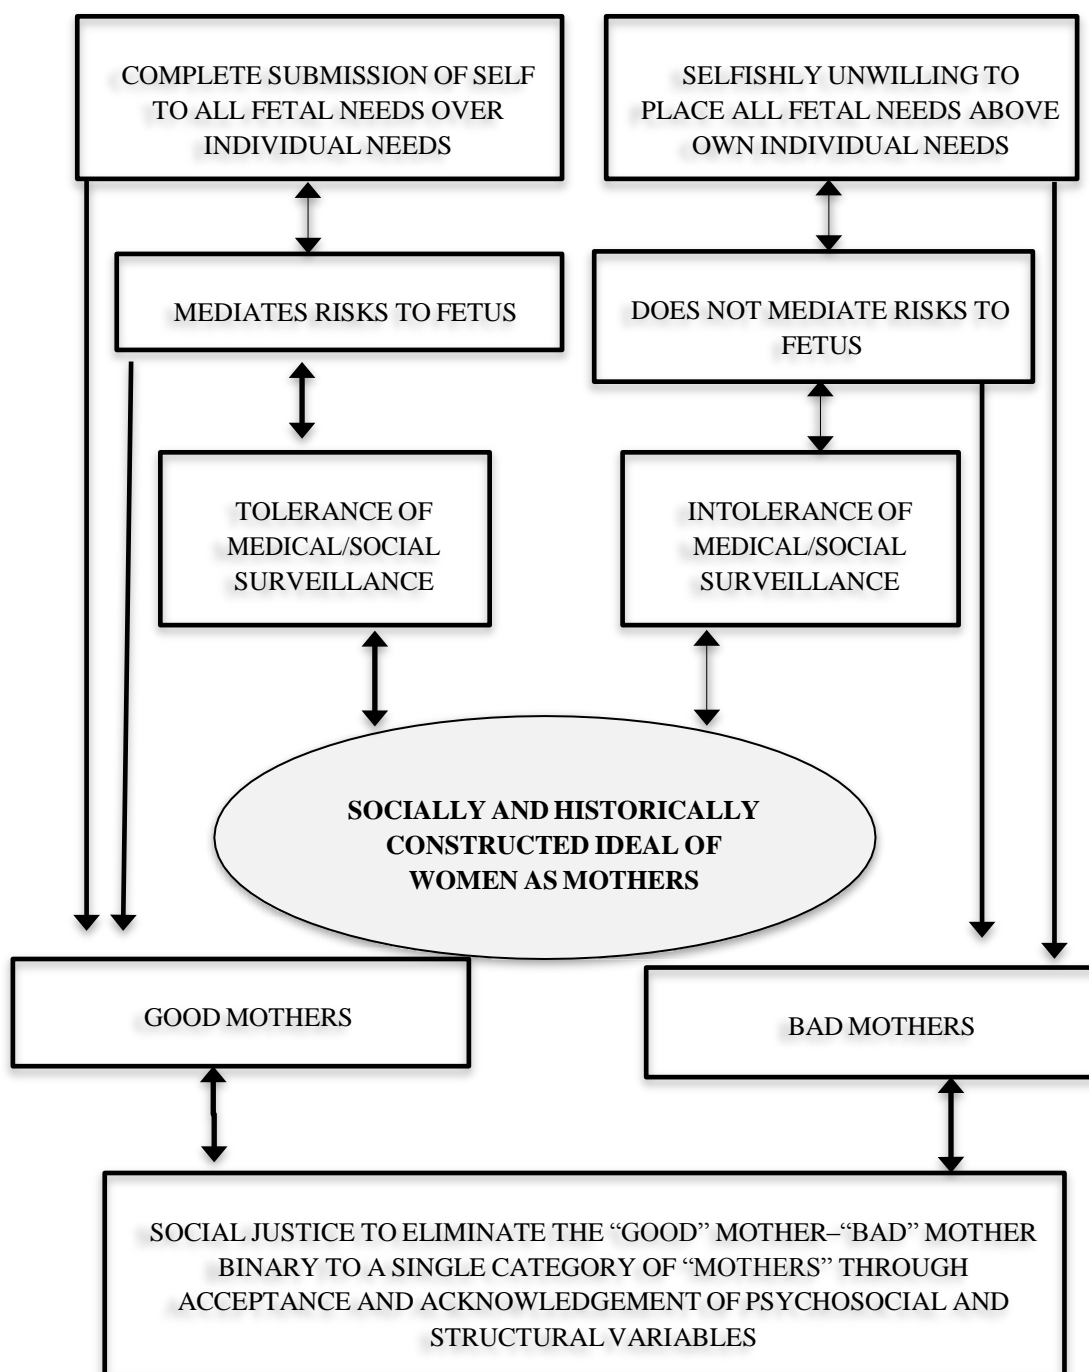 COMPLETE SUBMISSION OF SELF
TO ALL FETAL NEEDS OVER
INDIVIDUAL NEEDS
SELFISHLY UNWILLING TO
PLACE ALL FETAL NEEDS ABOVE
OWN INDIVIDUAL NEEDS
MEDIATES RISKS TO FETUS
DOES NOT MEDIATE RISKS TO
FETUS
TOLERANCE OF
MEDICAL/SOCIAL
SURVEILLANCE
INTOLERANCE OF
MEDICAL/SOCIAL
SURVEILLANCE
SOCIALLY AND HISTORICALLY
CONSTRUCTED IDEAL OF
WOMEN AS MOTHERS
GOOD MOTHERS
BAD MOTHERS
SOCIAL JUSTICE TO ELIMINATE THE “GOOD” MOTHER–“BAD” MOTHER
BINARY TO A SINGLE CATEGORY OF “MOTHERS” THROUGH
ACCEPTANCE AND ACKNOWLEDGEMENT OF PSYCHOSOCIAL AND
STRUCTURAL VARIABLES